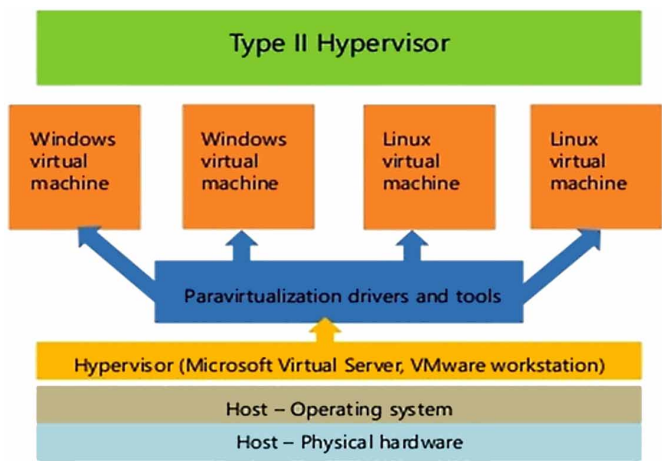 Type II Hypervisor
Windows
virtual
machine
Windows
virtual
machine
Linux
virtual
machine
Linux
virtual
machine
Paravirtualization drivers and tools
Hypervisor (Microsoft Virtual Server, VMware workstation)
Host – Operating system
Host – Physical hardware